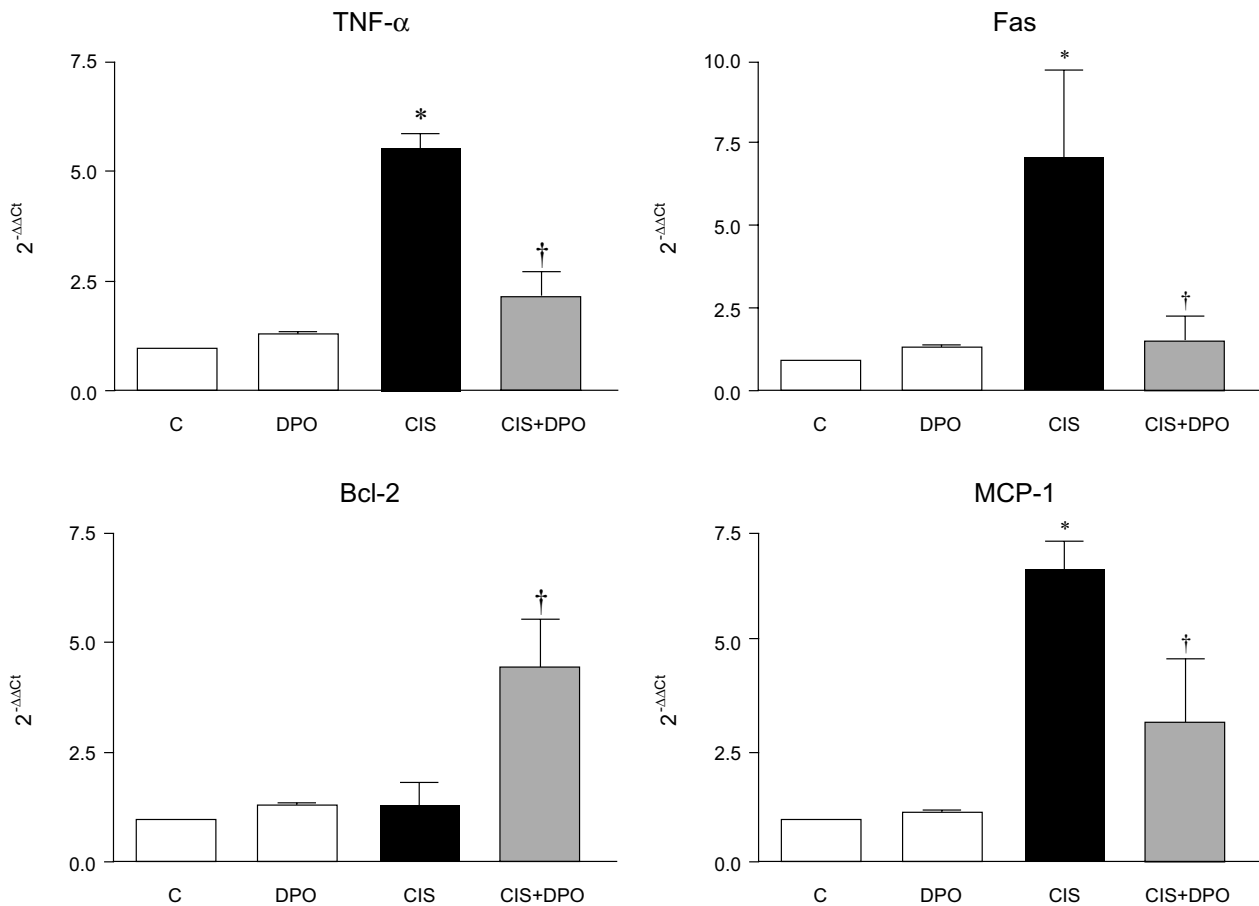 TNF-α
7.5
5.0
2.5
0.0
2^-ΔΔCt
*
†
C DPO CIS CIS+DPO
Fas
10.0
7.5
5.0
2.5
0.0
2^-ΔΔCt
*
†
C DPO CIS CIS+DPO
Bcl-2
7.5
5.0
2.5
0.0
2^-ΔΔCt
†
C DPO CIS CIS+DPO
MCP-1
7.5
5.0
2.5
0.0
2^-ΔΔCt
*
†
C DPO CIS CIS+DPO